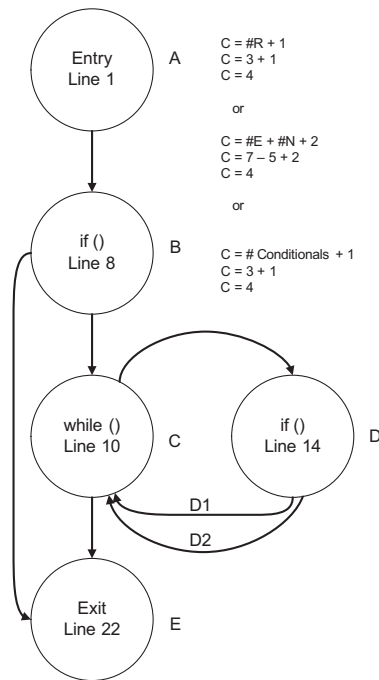 Entry
Line 1
A
C = #R + 1
C = 3 + 1
C = 4
or
C = #E + #N + 2
C = 7 – 5 + 2
C = 4
or
C = # Conditionals + 1
C = 3 + 1
C = 4
if ()
Line 8
B
while ()
Line 10
C
if ()
Line 14
D
D1
D2
Exit
Line 22
E